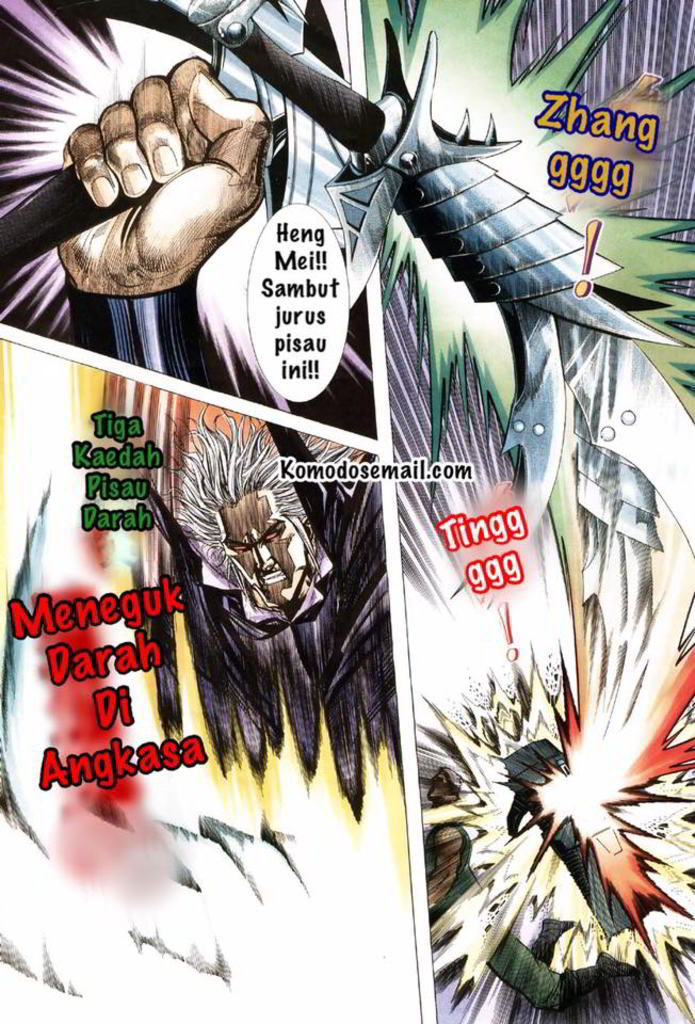 Zhang
gggg
!
Heng
Mei!!
Sambut
jurus
pisau
ini!!
Tiga
Kaedah
Pisau
Darah
Komodosemail.com
Tingg
ggg
!
Meneguk
Darah
Di
Angkasa